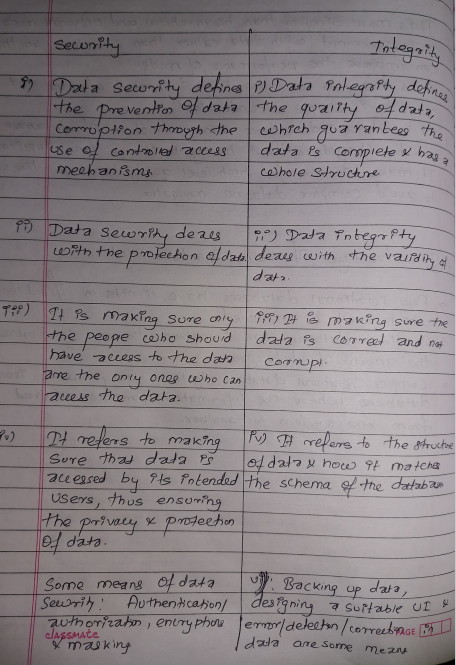 Security
Integrity
i) Data security defines
the prevention of data
corruption through the
use of controlled access
mechanisms.
i) Data integrity defines
the quality of data,
which guarantees the
data is complete & has a
whole structure
ii) Data security deals
with the protection of data.
ii) Data integrity
deals with the validity of
data.
iii) It is making sure only
the people who should
have access to the data
are the only ones who can
access the data.
iii) It is making sure the
data is correct and not
corrupt.
iv) It refers to making
sure that data is
accessed by its intended
users, thus ensuring
the privacy & protection
of data.
iv) It refers to the structure
of data & how it matches
the schema of the database
Some means of data
security: Authentication/
authorization, encryptions
& masking
v) Backing up data,
designing a suitable UI &
error/detection/correction
data are some means
classmate
PAGE